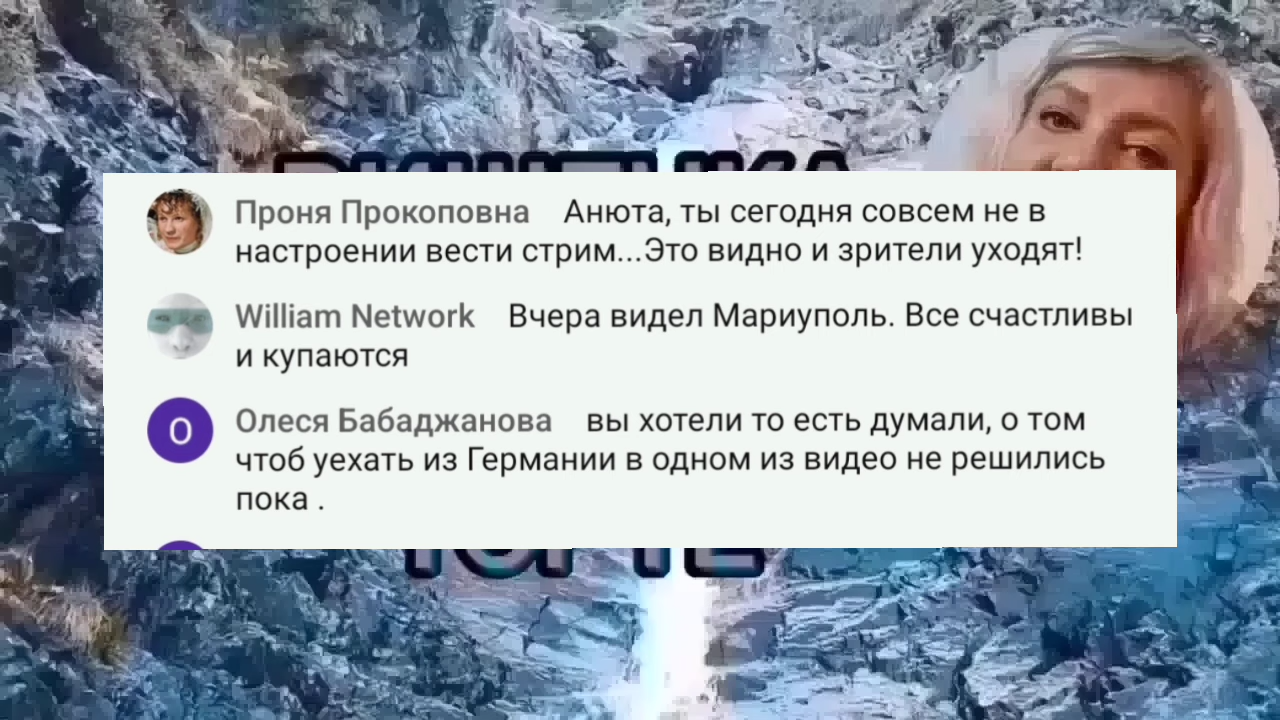 Проня Прокоповна Анюта, ты сегодня совсем не в
настроении вести стрим...Это видно и зрители уходят!
William Network Вчера видел Мариуполь. Все счастливы
и купаются
О
Олеся Бабаджанова вы хотели то есть думали, о том
чтоб уехать из Германии в одном из видео не решились
пока .